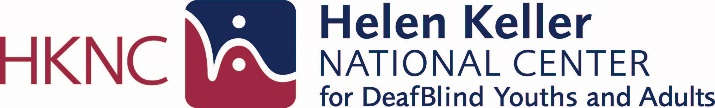 HKNC
Helen Keller
NATIONAL CENTER
for DeafBlind Youths and Adults